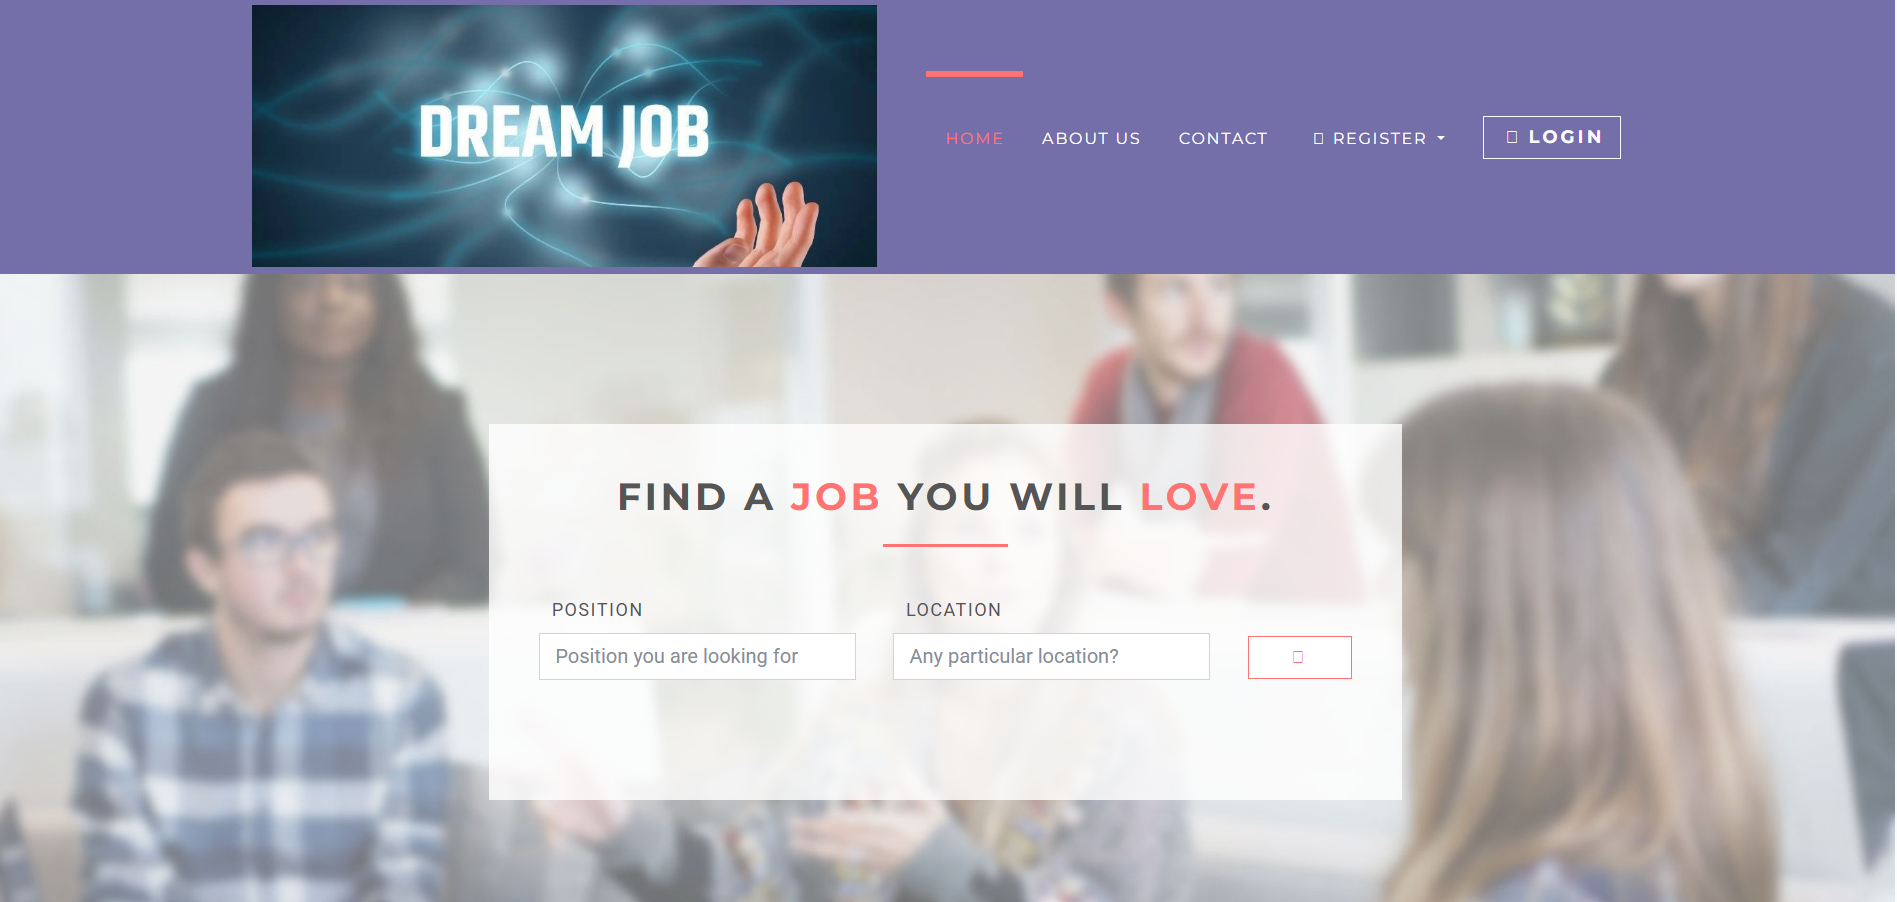 DREAM JOB
HOME ABOUT US CONTACT REGISTER LOGIN
FIND A JOB YOU WILL LOVE.
POSITION LOCATION
Position you are looking for Any particular location?